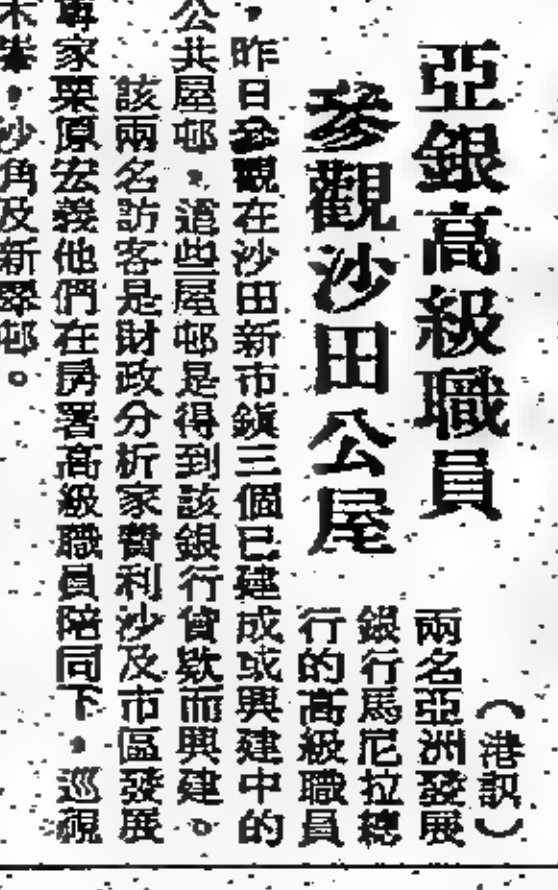 亞銀高級職員
參觀沙田公屋
（港訊）
兩名亞洲發展
銀行馬尼拉總
行的高級職員
，昨日參觀在沙田新市鎮三個已建成或興建中的
公共屋邨，這些屋邨是得到該銀行貸款而興建。
該兩名訪客是財政分析家費利沙及市區發展
專家栗原宏義他們在房署高級職員陪同下，巡視
禾輋，沙角及新翠邨。